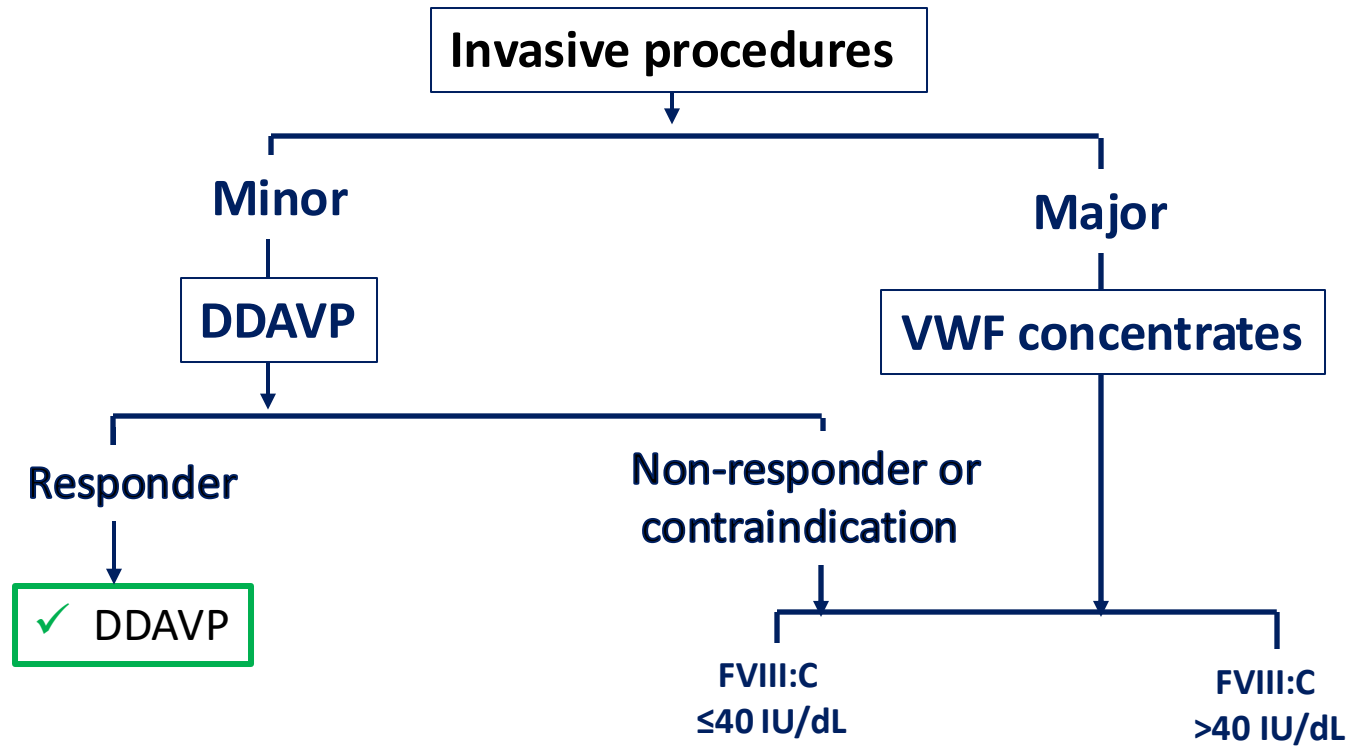 Invasive procedures
Minor
Major
DDAVP
VWF concentrates
Responder
Non-responder or
contraindication
✓ DDAVP
FVIII:C
≤40 IU/dL
FVIII:C
>40 IU/dL